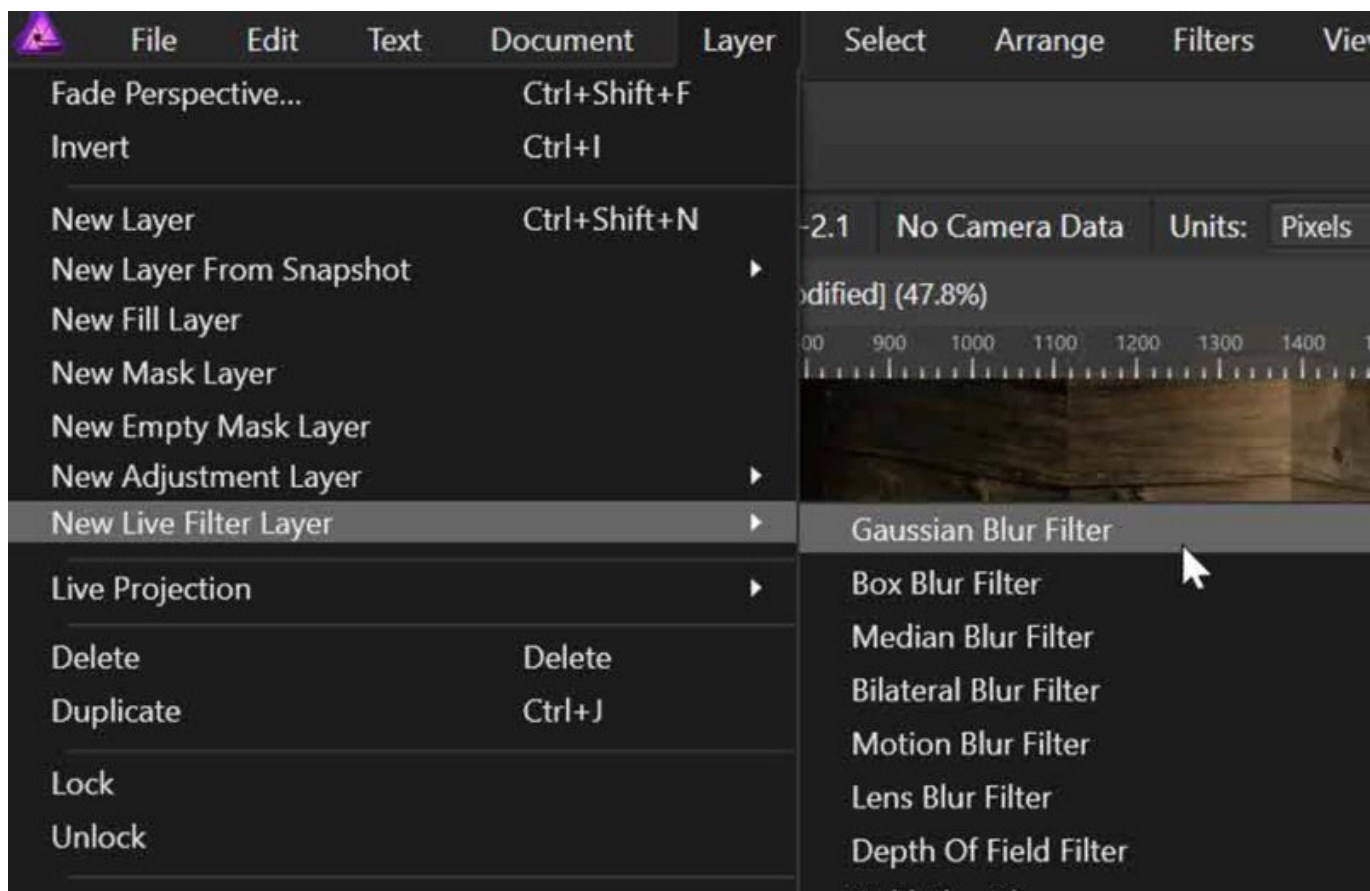 File Edit Text Document Layer Select Arrange Filters
Fade Perspective... Ctrl+Shift+F
Invert Ctrl+I
New Layer Ctrl+Shift+N
New Layer From Snapshot
New Fill Layer
New Mask Layer
New Empty Mask Layer
New Adjustment Layer
New Live Filter Layer
Live Projection
Delete Delete
Duplicate Ctrl+J
Lock
Unlock
-2.1 No Camera Data Units: Pixels
(47.8%)
900 1000 1100 1200 1300 1400
Gaussian Blur Filter
Box Blur Filter
Median Blur Filter
Bilateral Blur Filter
Motion Blur Filter
Lens Blur Filter
Depth Of Field Filter